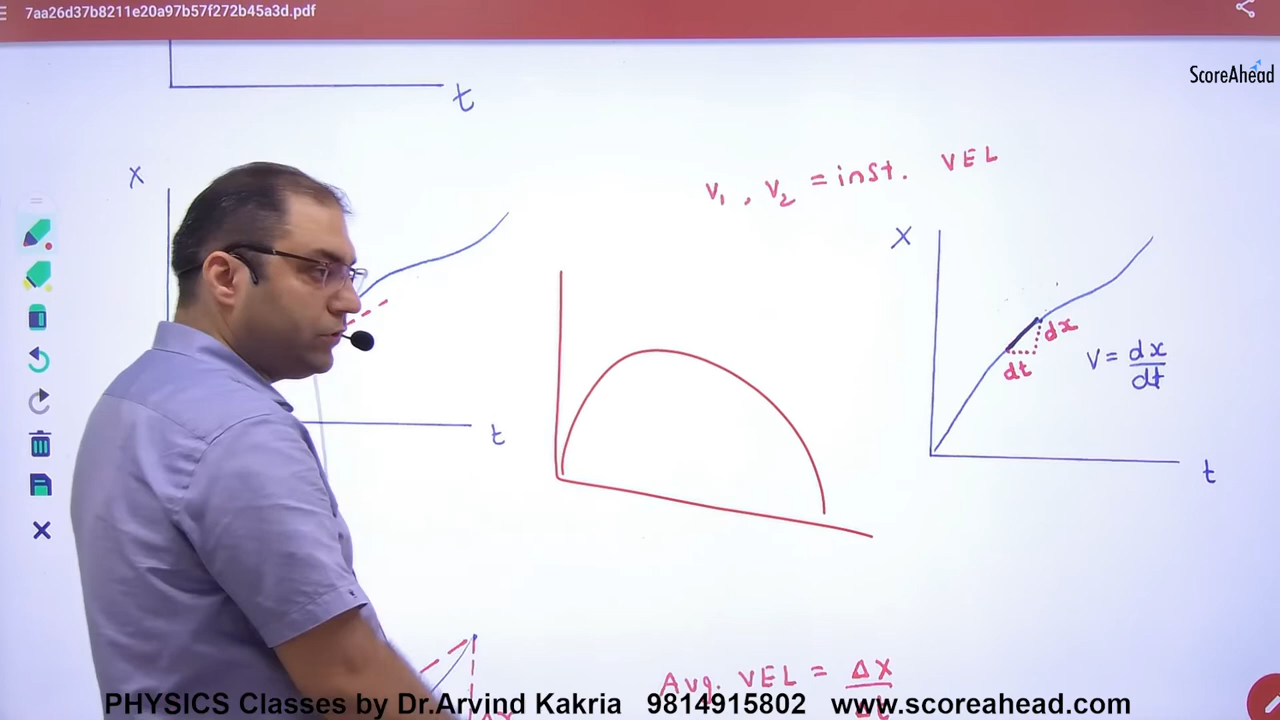 7aa26d37b8211e20a97b57f272b45a3d.pdf
ScoreAhead
t
x
V₁, V₂ = inst. VEL
x
dx
dt
V = dx/dt
t
t
Avg. VEL = Δx/Δt
PHYSICS Classes by Dr.Arvind Kakria 9814915802 www.scoreahead.com